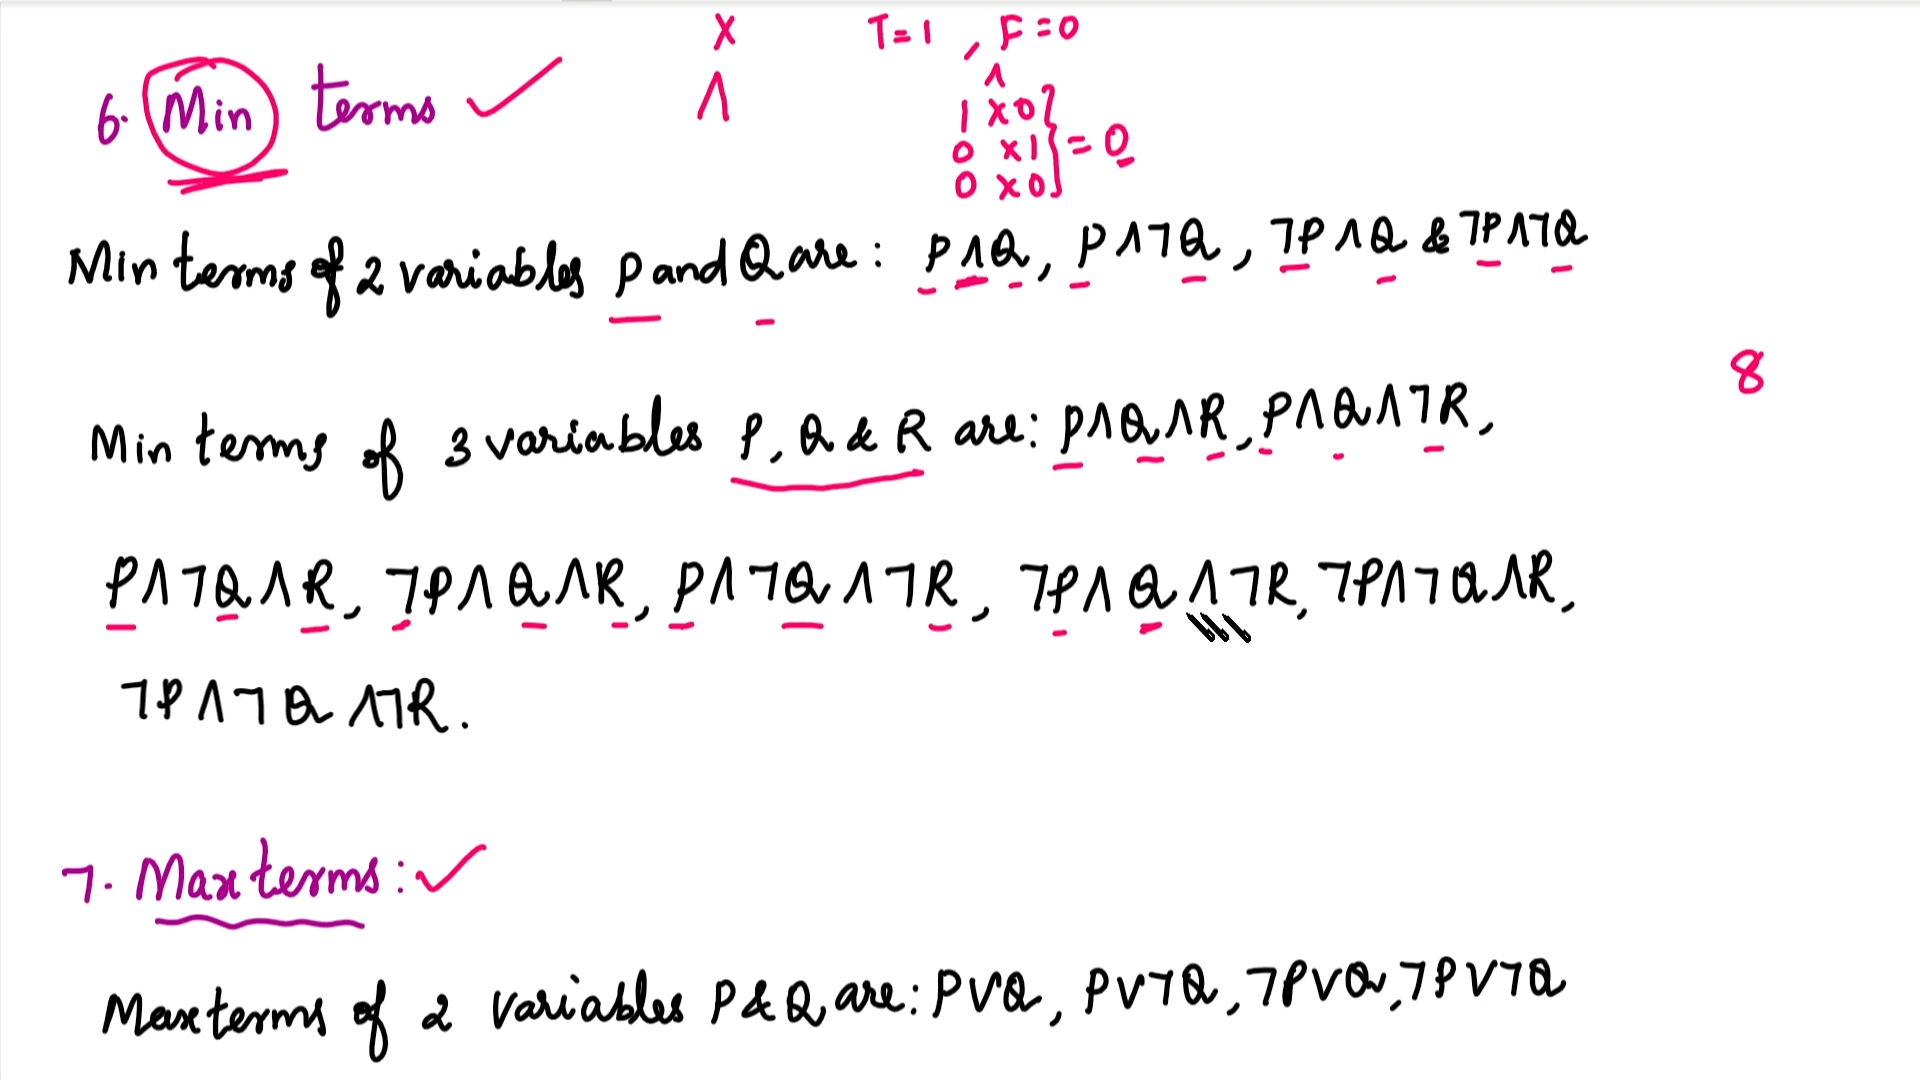 X T=1 , F=0
6. Min terms ∧ ∧
1 x 0
0 x 1 } = 0
0 x 0
Min terms of 2 variables P and Q are: P∧Q, P∧¬Q, ¬P∧Q & ¬P∧¬Q
8
Min terms of 3 variables P, Q & R are: P∧Q∧R, P∧Q∧¬R,
P∧¬Q∧R, ¬P∧Q∧R, P∧¬Q∧¬R, ¬P∧Q∧¬R, ¬P∧¬Q∧R,
¬P∧¬Q∧¬R.
7. Max terms:
Max terms of 2 variables P & Q are: P∨Q, P∨¬Q, ¬P∨Q, ¬P∨¬Q